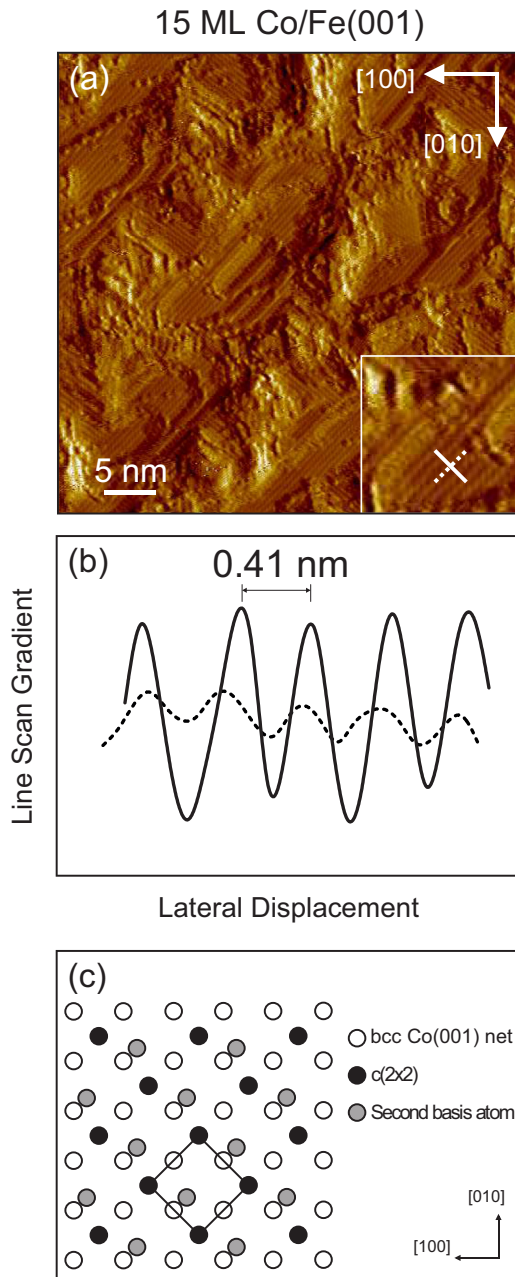 15 ML Co/Fe(001)
(a)
[100]
[010]
5 nm
(b)
0.41 nm
Line Scan Gradient
Lateral Displacement
(c)
bcc Co(001) net
c(2x2)
Second basis atom
[010]
[100]